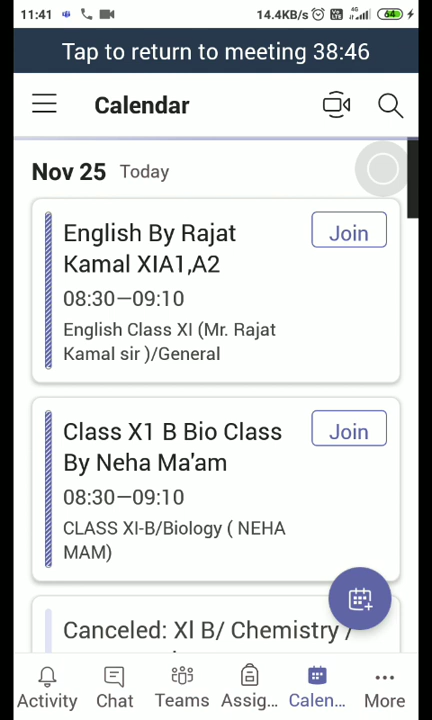 11:41
14.4KB/s
4G
64
Tap to return to meeting 38:46
Calendar
Nov 25 Today
English By Rajat
Kamal XIA1,A2
Join
08:30—09:10
English Class XI (Mr. Rajat
Kamal sir )/General
Class X1 B Bio Class
By Neha Ma'am
Join
08:30—09:10
CLASS XI-B/Biology ( NEHA
MAM)
Canceled: Xl B/ Chemistry /
Activity
Chat
Teams
Assig...
Calen...
More